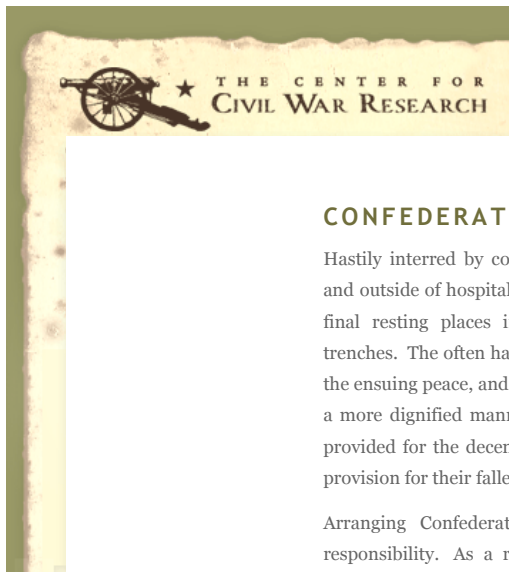 THE CENTER FOR
CIVIL WAR RESEARCH
CONFEDERAT
Hastily interred by co
and outside of hospital
final resting places i
trenches. The often ha
the ensuing peace, and
a more dignified man
provided for the decen
provision for their falle
Arranging Confederat
responsibility. As a r